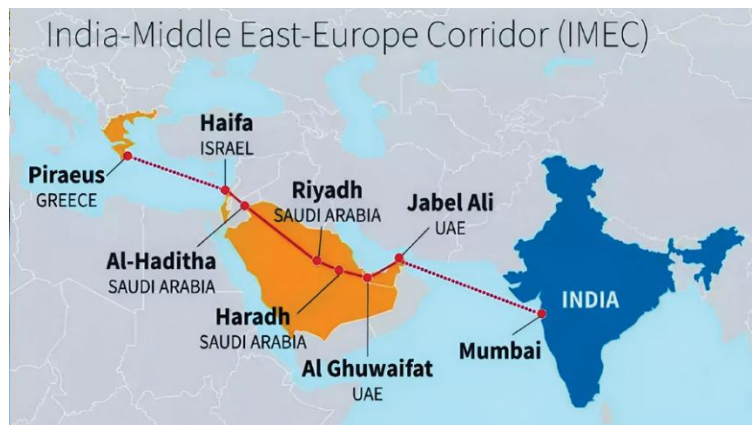 India-Middle East-Europe Corridor (IMEC)
Haifa
ISRAEL
Piraeus
GREECE
Riyadh
SAUDI ARABIA
Jabel Ali
UAE
Al-Haditha
SAUDI ARABIA
Haradh
SAUDI ARABIA
Al Ghuwaifat
UAE
INDIA
Mumbai